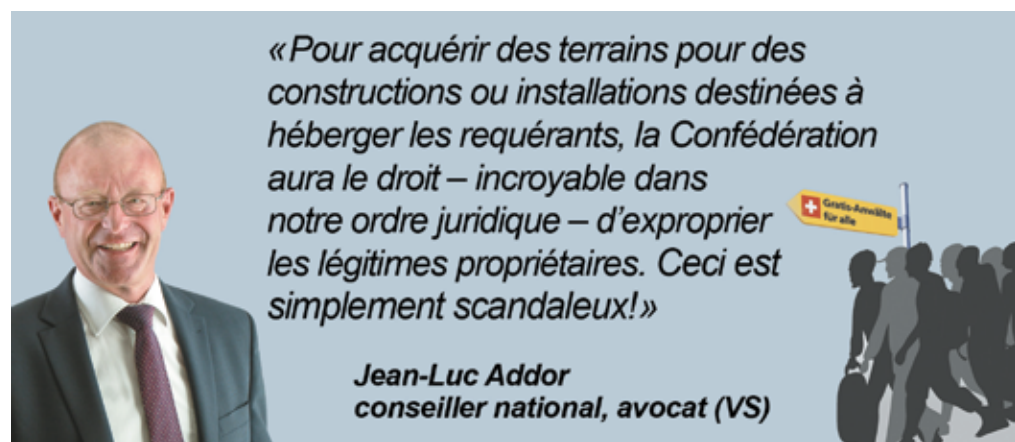 «Pour acquérir des terrains pour des
constructions ou installations destinées à
héberger les requérants, la Confédération
aura le droit – incroyable dans
notre ordre juridique – d’exproprier
les légitimes propriétaires. Ceci est
simplement scandaleux!»
Gratis-Anwälte
für alle
Jean-Luc Addor
conseiller national, avocat (VS)